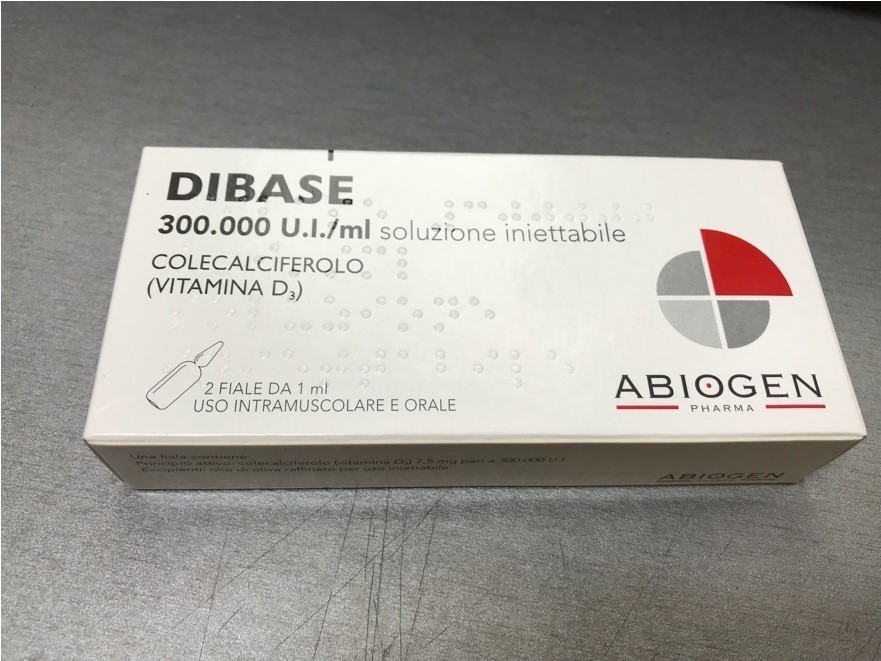 DIBASE
300.000 U.I./ml soluzione iniettabile
COLECALCIFEROLO
(VITAMINA D₃)
2 FIALE DA 1 ml
USO INTRAMUSCOLARE E ORALE
ABIOGEN
PHARMA
Una fiala contiene:
Principio attivo: colecalciferolo (vitamina D₃) 7,5 mg pari a 300.000 U.I.
Eccipienti: olio di oliva raffinato per uso iniettabile
ABIOGEN